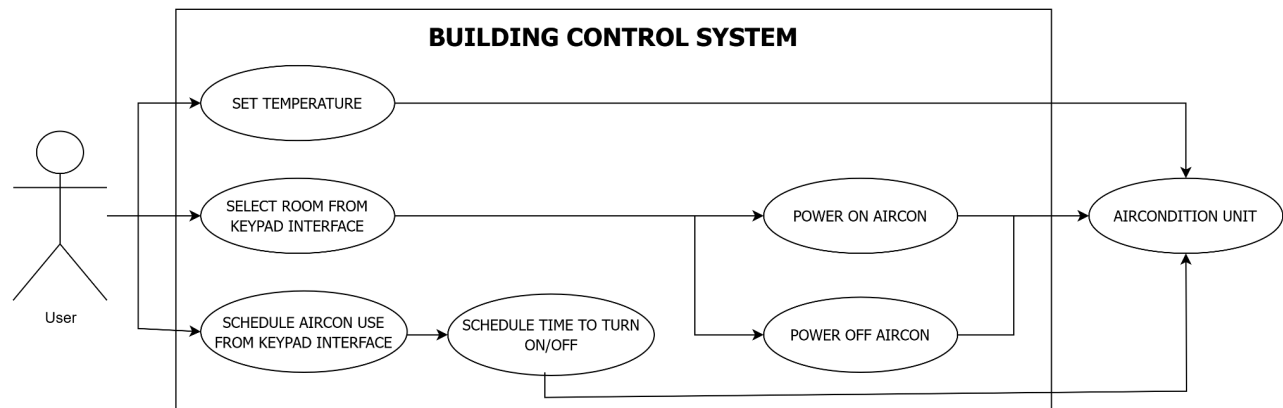 BUILDING CONTROL SYSTEM
SET TEMPERATURE
SELECT ROOM FROM
KEYPAD INTERFACE
POWER ON AIRCON
AIRCONDITION UNIT
User
SCHEDULE AIRCON USE
FROM KEYPAD INTERFACE
SCHEDULE TIME TO TURN
ON/OFF
POWER OFF AIRCON